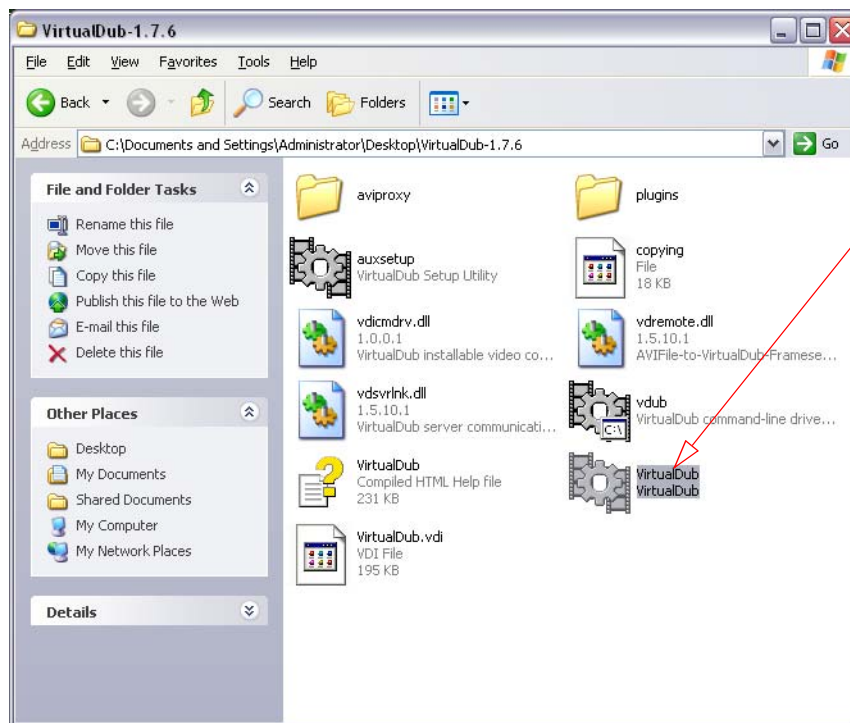 VirtualDub-1.7.6
File Edit View Favorites Tools Help
Back Search Folders
Address C:\Documents and Settings\Administrator\Desktop\VirtualDub-1.7.6 Go
File and Folder Tasks
Rename this file
Move this file
Copy this file
Publish this file to the Web
E-mail this file
Delete this file
Other Places
Desktop
My Documents
Shared Documents
My Computer
My Network Places
Details
aviproxy
plugins
auxsetup
VirtualDub Setup Utility
copying
File
18 KB
vdicmdrv.dll
1.0.0.1
VirtualDub installable video co...
vdremote.dll
1.5.10.1
AVIFile-to-VirtualDub-Framese...
vdsvrlnk.dll
1.5.10.1
VirtualDub server communicati...
vdub
VirtualDub command-line drive...
C:\
VirtualDub
Compiled HTML Help file
231 KB
VirtualDub
VirtualDub
VirtualDub.vdi
VDI File
195 KB